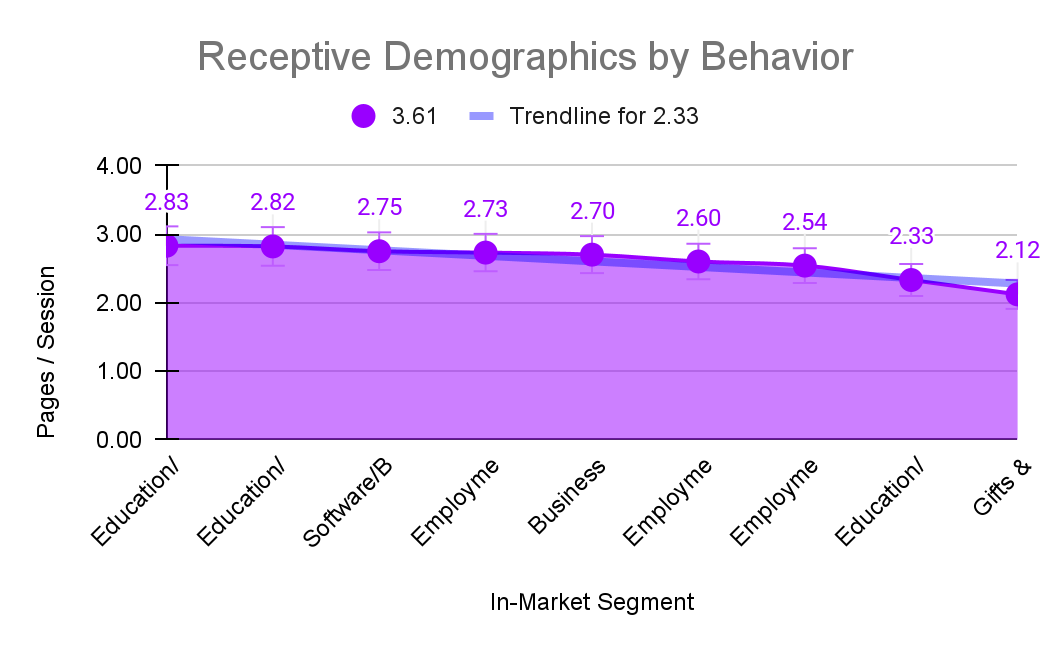 Receptive Demographics by Behavior
3.61
Trendline for 2.33
4.00
3.00
2.00
1.00
0.00
Pages / Session
2.83
2.82
2.75
2.73
2.70
2.60
2.54
2.33
2.12
Education/
Education/
Software/B
Employme
Business
Employme
Employme
Education/
Gifts &
In-Market Segment